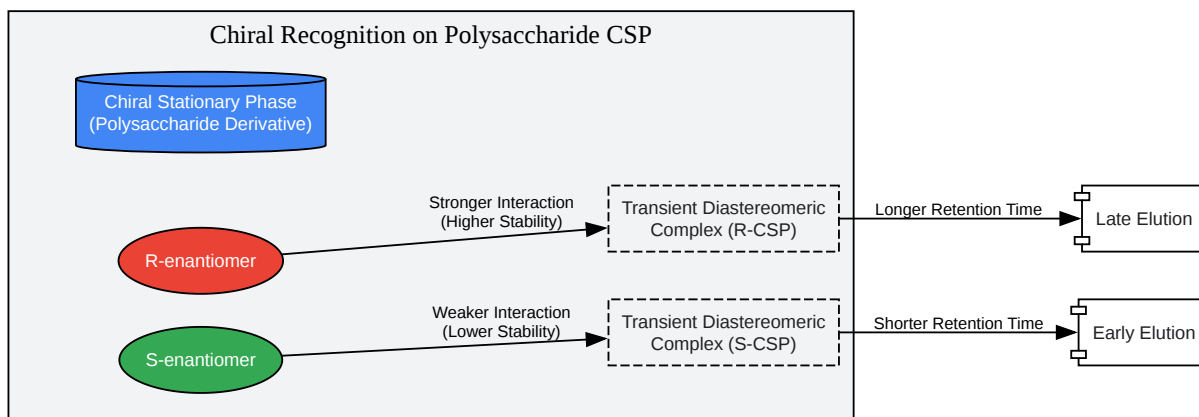 Chiral Recognition on Polysaccharide CSP
Chiral Stationary Phase
(Polysaccharide Derivative)
R-enantiomer
Stronger Interaction
(Higher Stability)
Transient Diastereomeric
Complex (R-CSP)
Longer Retention Time
Late Elution
S-enantiomer
Weaker Interaction
(Lower Stability)
Transient Diastereomeric
Complex (S-CSP)
Shorter Retention Time
Early Elution